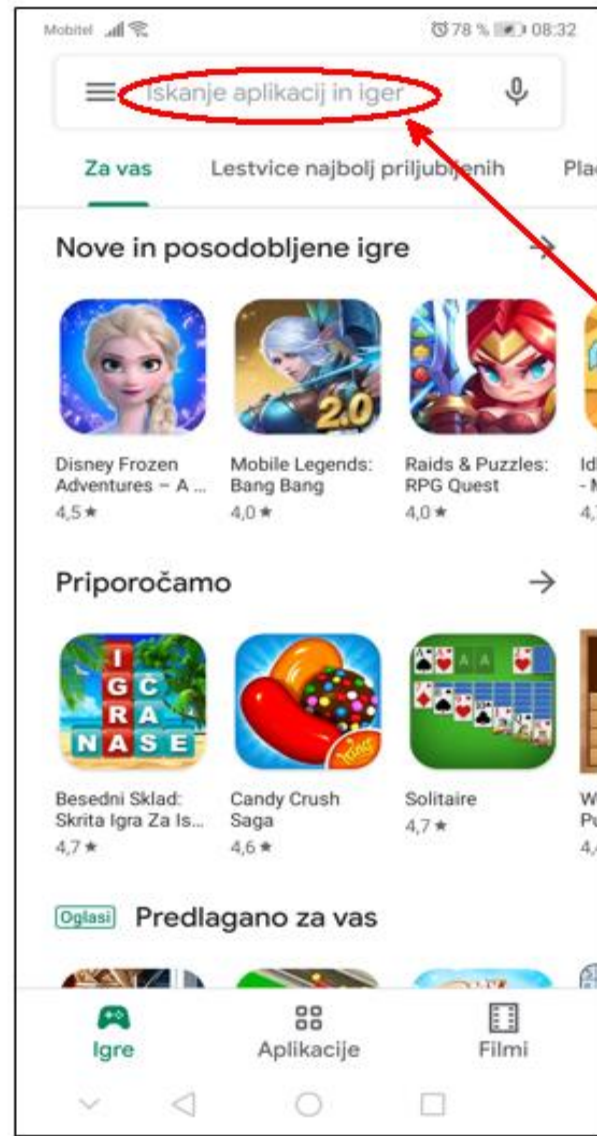 Mobitel 78 % 08:32
Iskanje aplikacij in iger
Za vas Lestvice najbolj priljubljenih Plač
Nove in posodobljene igre
2.0
Disney Frozen
Adventures – A ...
4,5★
Mobile Legends:
Bang Bang
4,0★
Raids & Puzzles:
RPG Quest
4,0★
Priporočamo
I
G Č
R A
N A S E
King
Besedni Sklad:
Skrita Igra Za Is...
4,7★
Candy Crush
Saga
4,6★
Solitaire
4,7★
Oglasi Predlagano za vas
Igre Aplikacije Filmi